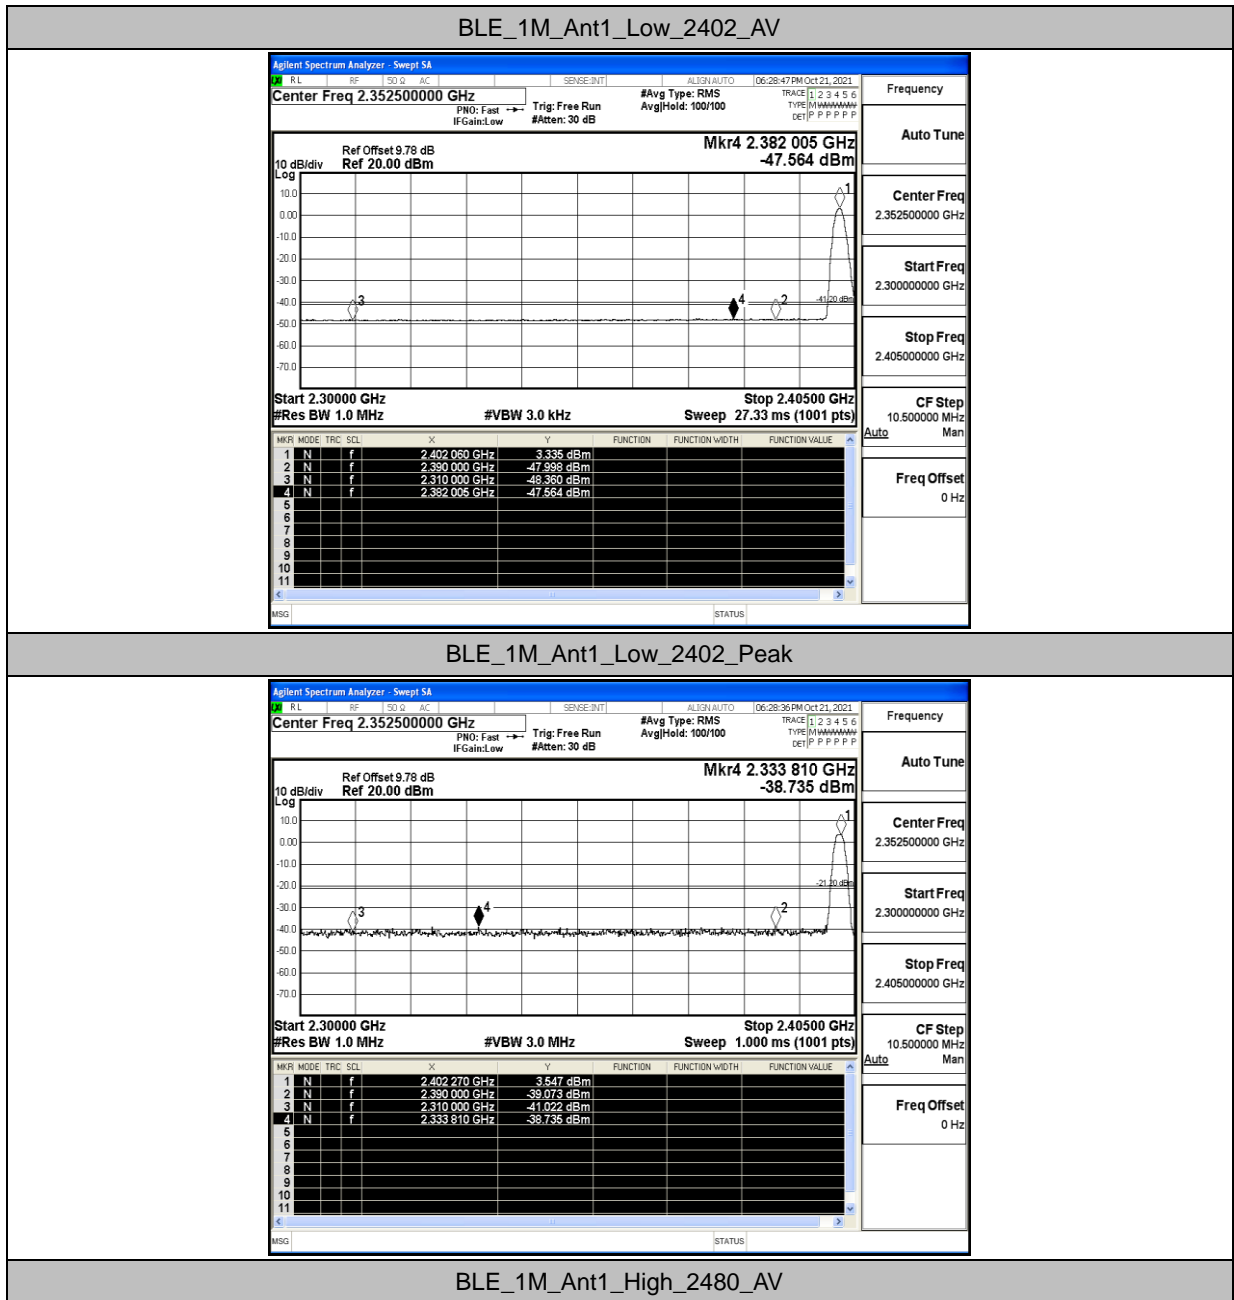 BLE_1M_Ant1_Low_2402_AV
Agilent Spectrum Analyzer - Swept SA
RL RF 50 Ω AC SENSE:INT ALIGN AUTO 06:28:47 PM Oct 21, 2021
Center Freq 2.352500000 GHz #Avg Type: RMS TRACE 1 2 3 4 5 6
PNO: Fast Trig: Free Run Avg|Hold: 100/100 TYPE M
IFGain:Low #Atten: 30 dB DET P P P P P P
Ref Offset 9.78 dB Mkr4 2.382 005 GHz
10 dB/div Ref 20.00 dBm -47.564 dBm
Log
10.0
0.00
-10.0
-20.0
-30.0
-40.0
-50.0
-60.0
-70.0
1
3
4
2
-41.20 dBm
Start 2.30000 GHz Stop 2.40500 GHz
#Res BW 1.0 MHz #VBW 3.0 kHz Sweep 27.33 ms (1001 pts)
MKR MODE TRC SCL X Y FUNCTION FUNCTION WIDTH FUNCTION VALUE
1 N f 2.402 060 GHz 3.335 dBm
2 N f 2.390 000 GHz -47.998 dBm
3 N f 2.310 000 GHz -48.360 dBm
4 N f 2.382 005 GHz -47.564 dBm
5
6
7
8
9
10
11
MSG STATUS
Frequency
Auto Tune
Center Freq
2.352500000 GHz
Start Freq
2.300000000 GHz
Stop Freq
2.405000000 GHz
CF Step
10.500000 MHz
Auto Man
Freq Offset
0 Hz
BLE_1M_Ant1_Low_2402_Peak
Agilent Spectrum Analyzer - Swept SA
RL RF 50 Ω AC SENSE:INT ALIGN AUTO 06:28:36 PM Oct 21, 2021
Center Freq 2.352500000 GHz #Avg Type: RMS TRACE 1 2 3 4 5 6
PNO: Fast Trig: Free Run Avg|Hold: 100/100 TYPE M
IFGain:Low #Atten: 30 dB DET P P P P P P
Ref Offset 9.78 dB Mkr4 2.333 810 GHz
10 dB/div Ref 20.00 dBm -38.735 dBm
Log
10.0
0.00
-10.0
-20.0
-30.0
-40.0
-50.0
-60.0
-70.0
1
3
4
2
-21.20 dBm
Start 2.30000 GHz Stop 2.40500 GHz
#Res BW 1.0 MHz #VBW 3.0 MHz Sweep 1.000 ms (1001 pts)
MKR MODE TRC SCL X Y FUNCTION FUNCTION WIDTH FUNCTION VALUE
1 N f 2.402 270 GHz 3.547 dBm
2 N f 2.390 000 GHz -39.073 dBm
3 N f 2.310 000 GHz -41.022 dBm
4 N f 2.333 810 GHz -38.735 dBm
5
6
7
8
9
10
11
MSG STATUS
Frequency
Auto Tune
Center Freq
2.352500000 GHz
Start Freq
2.300000000 GHz
Stop Freq
2.405000000 GHz
CF Step
10.500000 MHz
Auto Man
Freq Offset
0 Hz
BLE_1M_Ant1_High_2480_AV